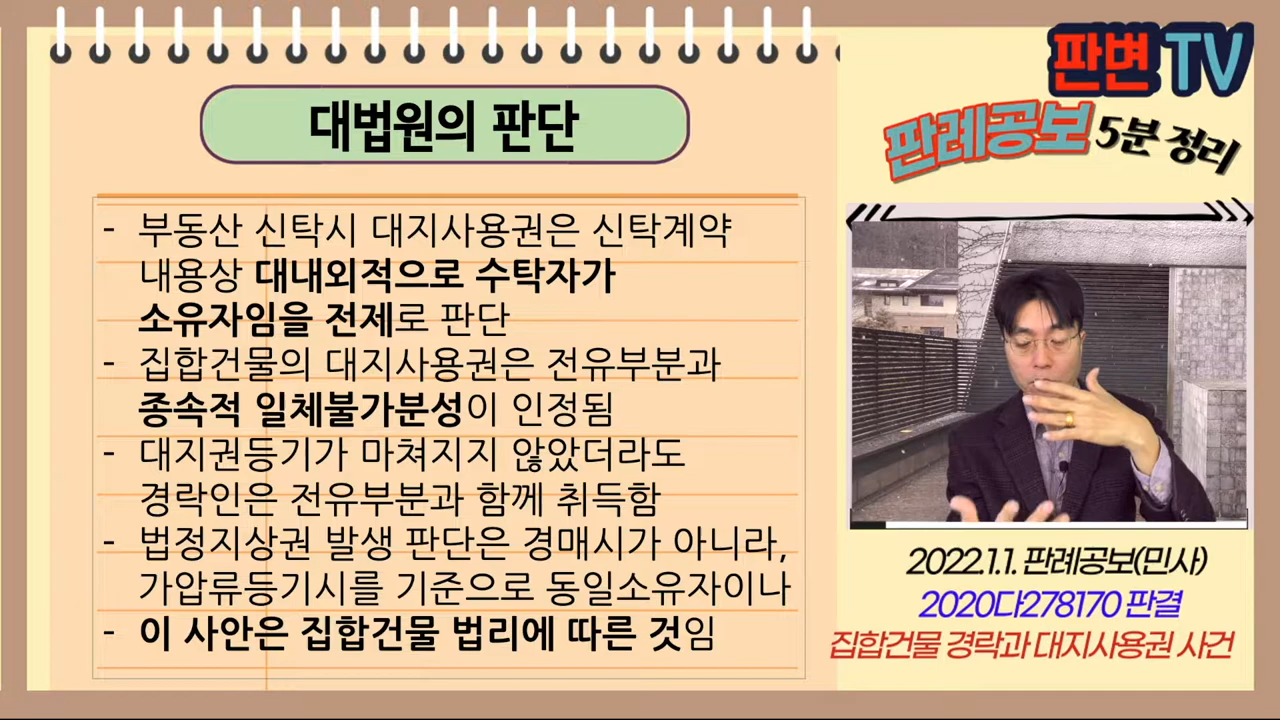 판변 TV
판례공보 5분 정리
대법원의 판단
- 부동산 신탁시 대지사용권은 신탁계약
내용상 대내외적으로 수탁자가
소유자임을 전제로 판단
- 집합건물의 대지사용권은 전유부분과
종속적 일체불가분성이 인정됨
- 대지권등기가 마쳐지지 않았더라도
경락인은 전유부분과 함께 취득함
- 법정지상권 발생 판단은 경매시가 아니라,
가압류등기시를 기준으로 동일소유자이나
- 이 사안은 집합건물 법리에 따른 것임
2022.1.1. 판례공보(민사)
2020다278170 판결
집합건물 경락과 대지사용권 사건